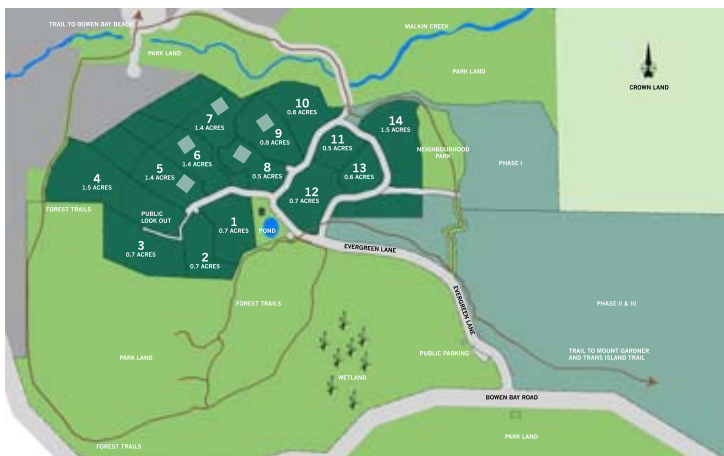 TRAIL TO BOWEN BAY BEACH
MALKIN CREEK
PARK LAND
PARK LAND
CROWN LAND
7
1.4 ACRES
10
0.8 ACRES
9
0.8 ACRES
14
1.5 ACRES
11
0.5 ACRES
NEIGHBOURHOOD
PARK
PHASE I
6
1.4 ACRES
5
1.4 ACRES
8
0.5 ACRES
13
0.6 ACRES
4
1.5 ACRES
12
0.7 ACRES
FOREST TRAILS
PUBLIC
LOOK OUT
1
0.7 ACRES
POND
3
0.7 ACRES
2
0.7 ACRES
EVERGREEN LANE
EVERGREEN LANE
FOREST TRAILS
PHASE II & III
PARK LAND
PUBLIC PARKING
TRAIL TO MOUNT GARDNER
AND TRANS ISLAND TRAIL
WETLAND
BOWEN BAY ROAD
PARK LAND
FOREST TRAILS